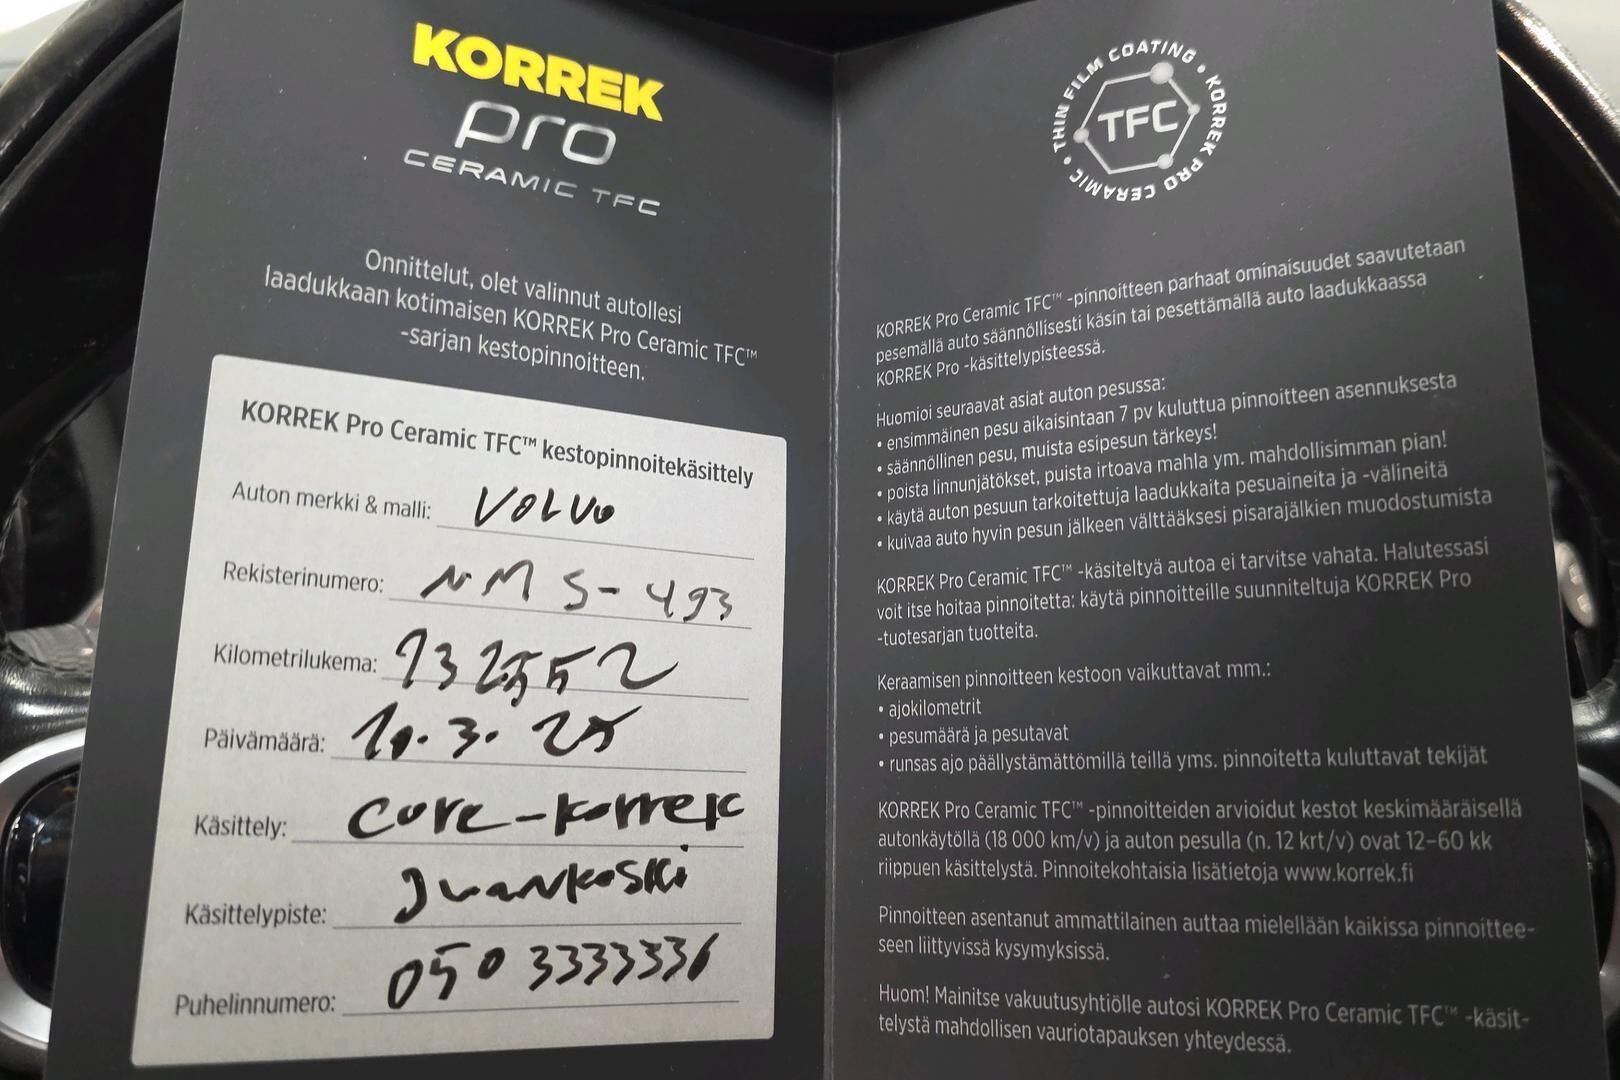 KORREK
pro
CERAMIC TFC
Onnittelut, olet valinnut autollesi
laadukkaan kotimaisen KORREK Pro Ceramic TFC™
-sarjan kestopinnoitteen.
KORREK Pro Ceramic TFC™ kestopinnoitekäsittely
Auton merkki & malli: VOLVO
Rekisterinumero: NMS-493
Kilometrilukema: 132552
Päivämäärä: 3. 25
Käsittely: Core-korrek
Käsittelypiste: Juankoski
Puhelinnumero: 050 3333336
THIN FILM COATING • KORREK PRO CERAMIC •
TFC
KORREK Pro Ceramic TFC™ -pinnoitteen parhaat ominaisuudet saavutetaan
pesemällä auto säännöllisesti käsin tai pesettämällä auto laadukkaassa
KORREK Pro -käsittelypisteessä.
Huomioi seuraavat asiat auton pesussa:
• ensimmäinen pesu aikaisintaan 7 pv kuluttua pinnoitteen asennuksesta
• säännöllinen pesu, muista esipesun tärkeys!
• poista linnunjätökset, puista irtoava mahla ym. mahdollisimman pian!
• käytä auton pesuun tarkoitettuja laadukkaita pesuaineita ja -välineitä
• kuivaa auto hyvin pesun jälkeen välttääksesi pisarajälkien muodostumista
KORREK Pro Ceramic TFC™ -käsiteltyä autoa ei tarvitse vahata. Halutessasi
voit itse hoitaa pinnoitetta: käytä pinnoitteille suunniteltuja KORREK Pro
-tuotesarjan tuotteita.
Keraamisen pinnoitteen kestoon vaikuttavat mm.:
• ajokilometrit
• pesumäärä ja pesutavat
• runsas ajo päällystämättömillä teillä yms. pinnoitetta kuluttavat tekijät
KORREK Pro Ceramic TFC™ -pinnoitteiden arvioidut kestot keskimääräisellä
autonkäytöllä (18 000 km/v) ja auton pesulla (n. 12 krt/v) ovat 12–60 kk
riippuen käsittelystä. Pinnoitekohtaisia lisätietoja www.korrek.fi
Pinnoitteen asentanut ammattilainen auttaa mielellään kaikissa pinnoittee-
seen liittyvissä kysymyksissä.
Huom! Mainitse vakuutusyhtiölle autosi KORREK Pro Ceramic TFC™ -käsit-
telystä mahdollisen vauriotapauksen yhteydessä.